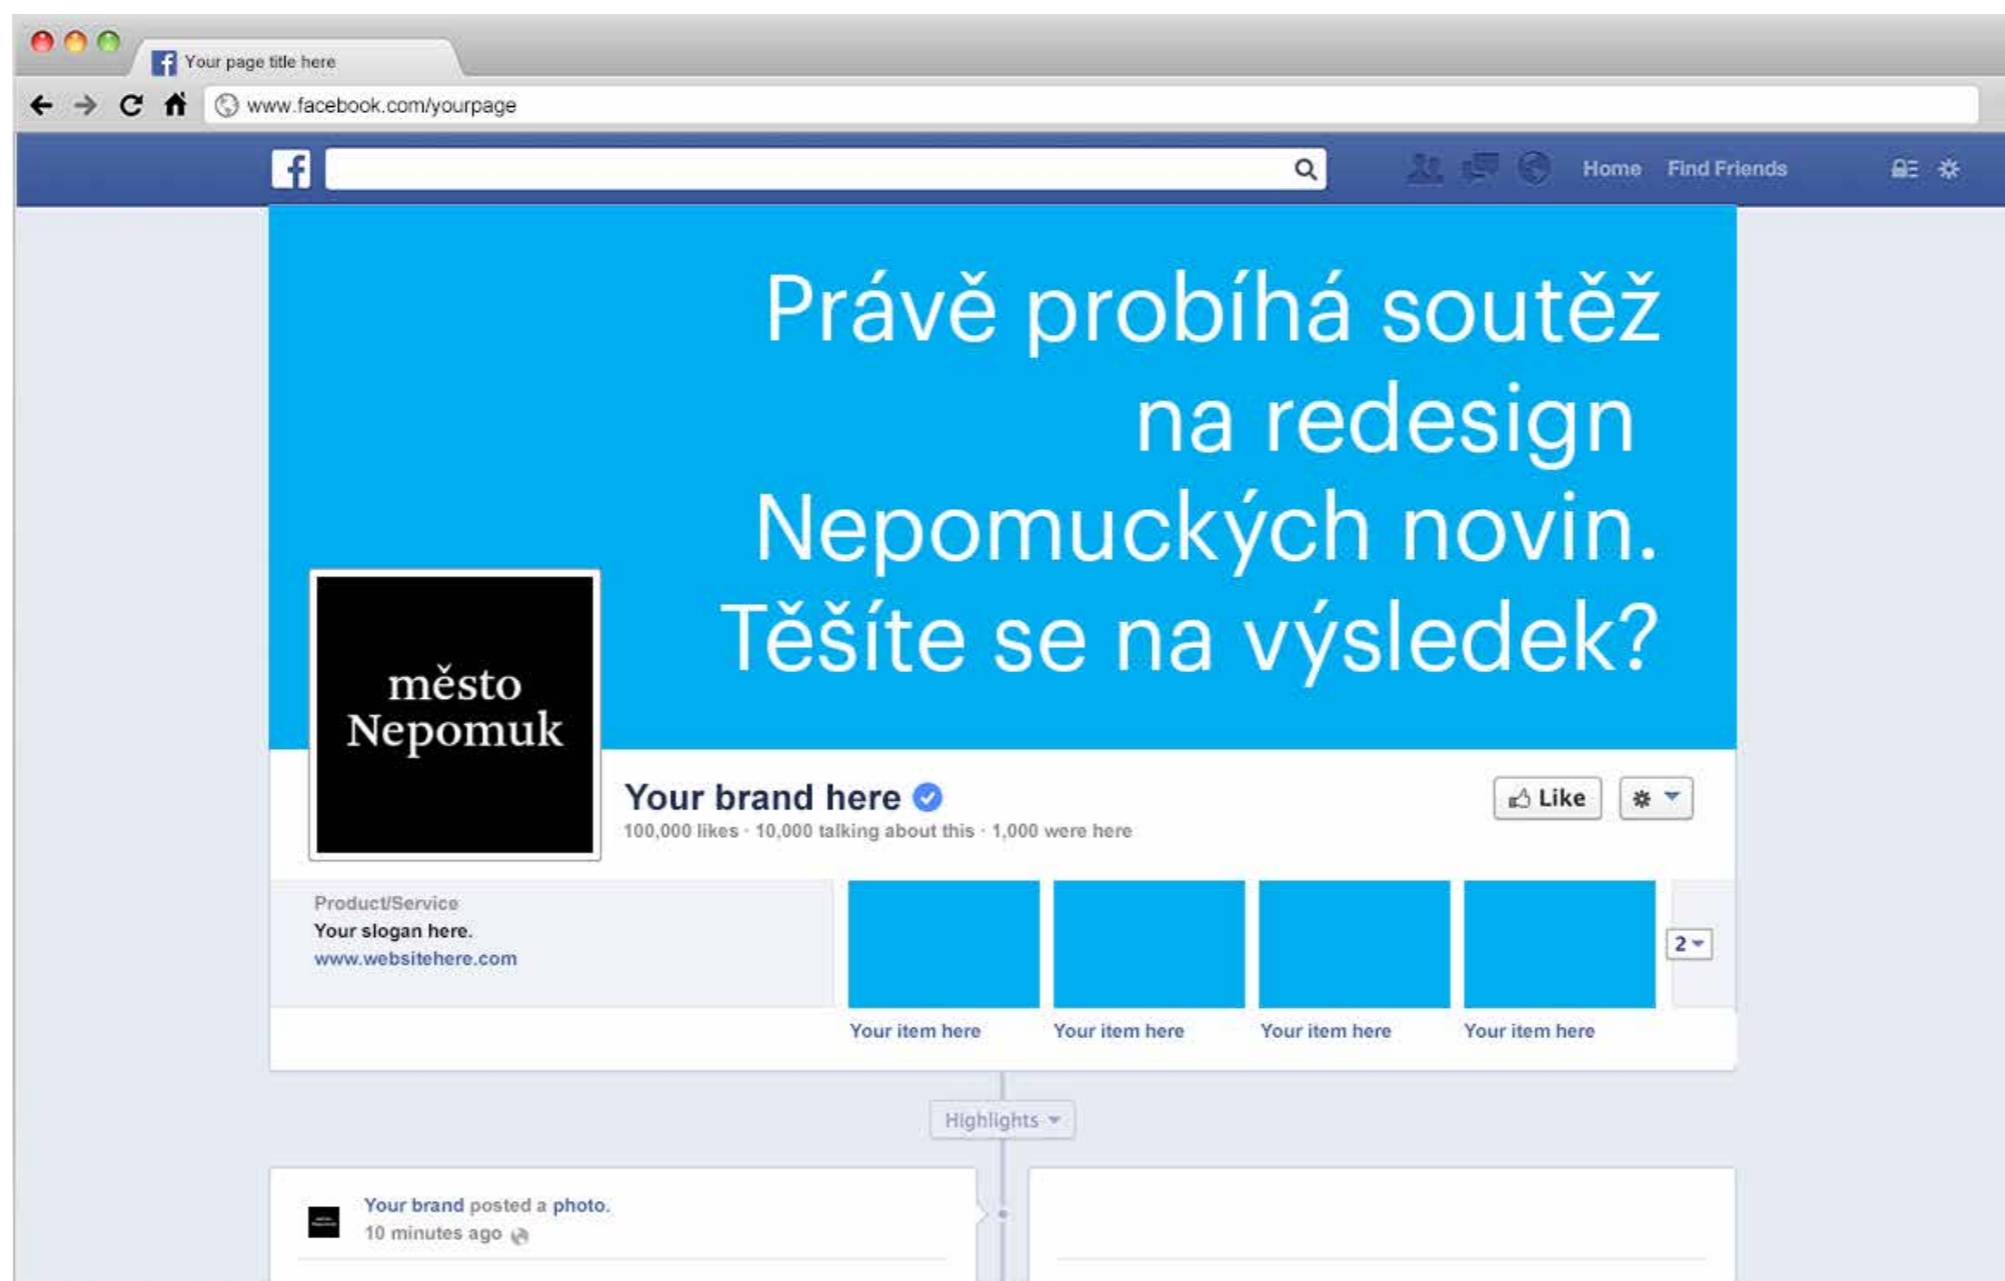 Your page title here
www.facebook.com/yourpage
Home Find Friends
Právě probíhá soutěž
na redesign
Nepomuckých novin.
Těšíte se na výsledek?
město
Nepomuk
Your brand here
100,000 likes · 10,000 talking about this · 1,000 were here
Like
Product/Service
Your slogan here.
www.websitehere.com
2
Your item here Your item here Your item here Your item here
Highlights
Your brand posted a photo.
10 minutes ago